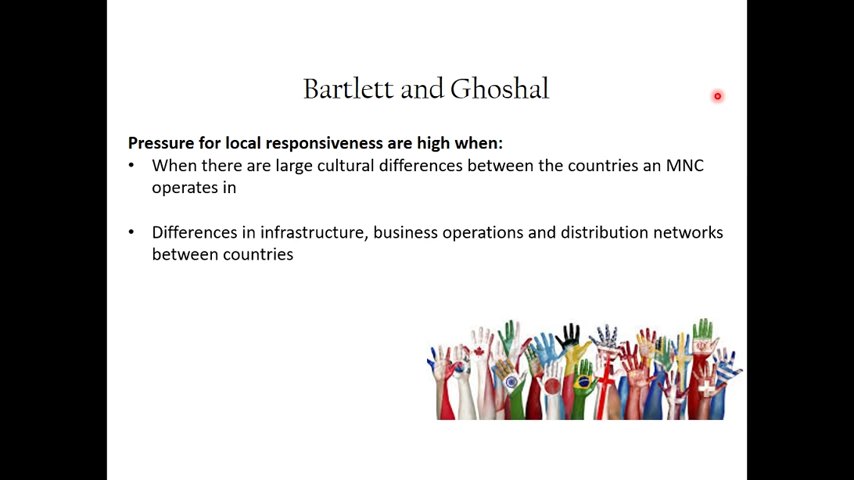 Bartlett and Ghoshal
Pressure for local responsiveness are high when:
• When there are large cultural differences between the countries an MNC
operates in
• Differences in infrastructure, business operations and distribution networks
between countries